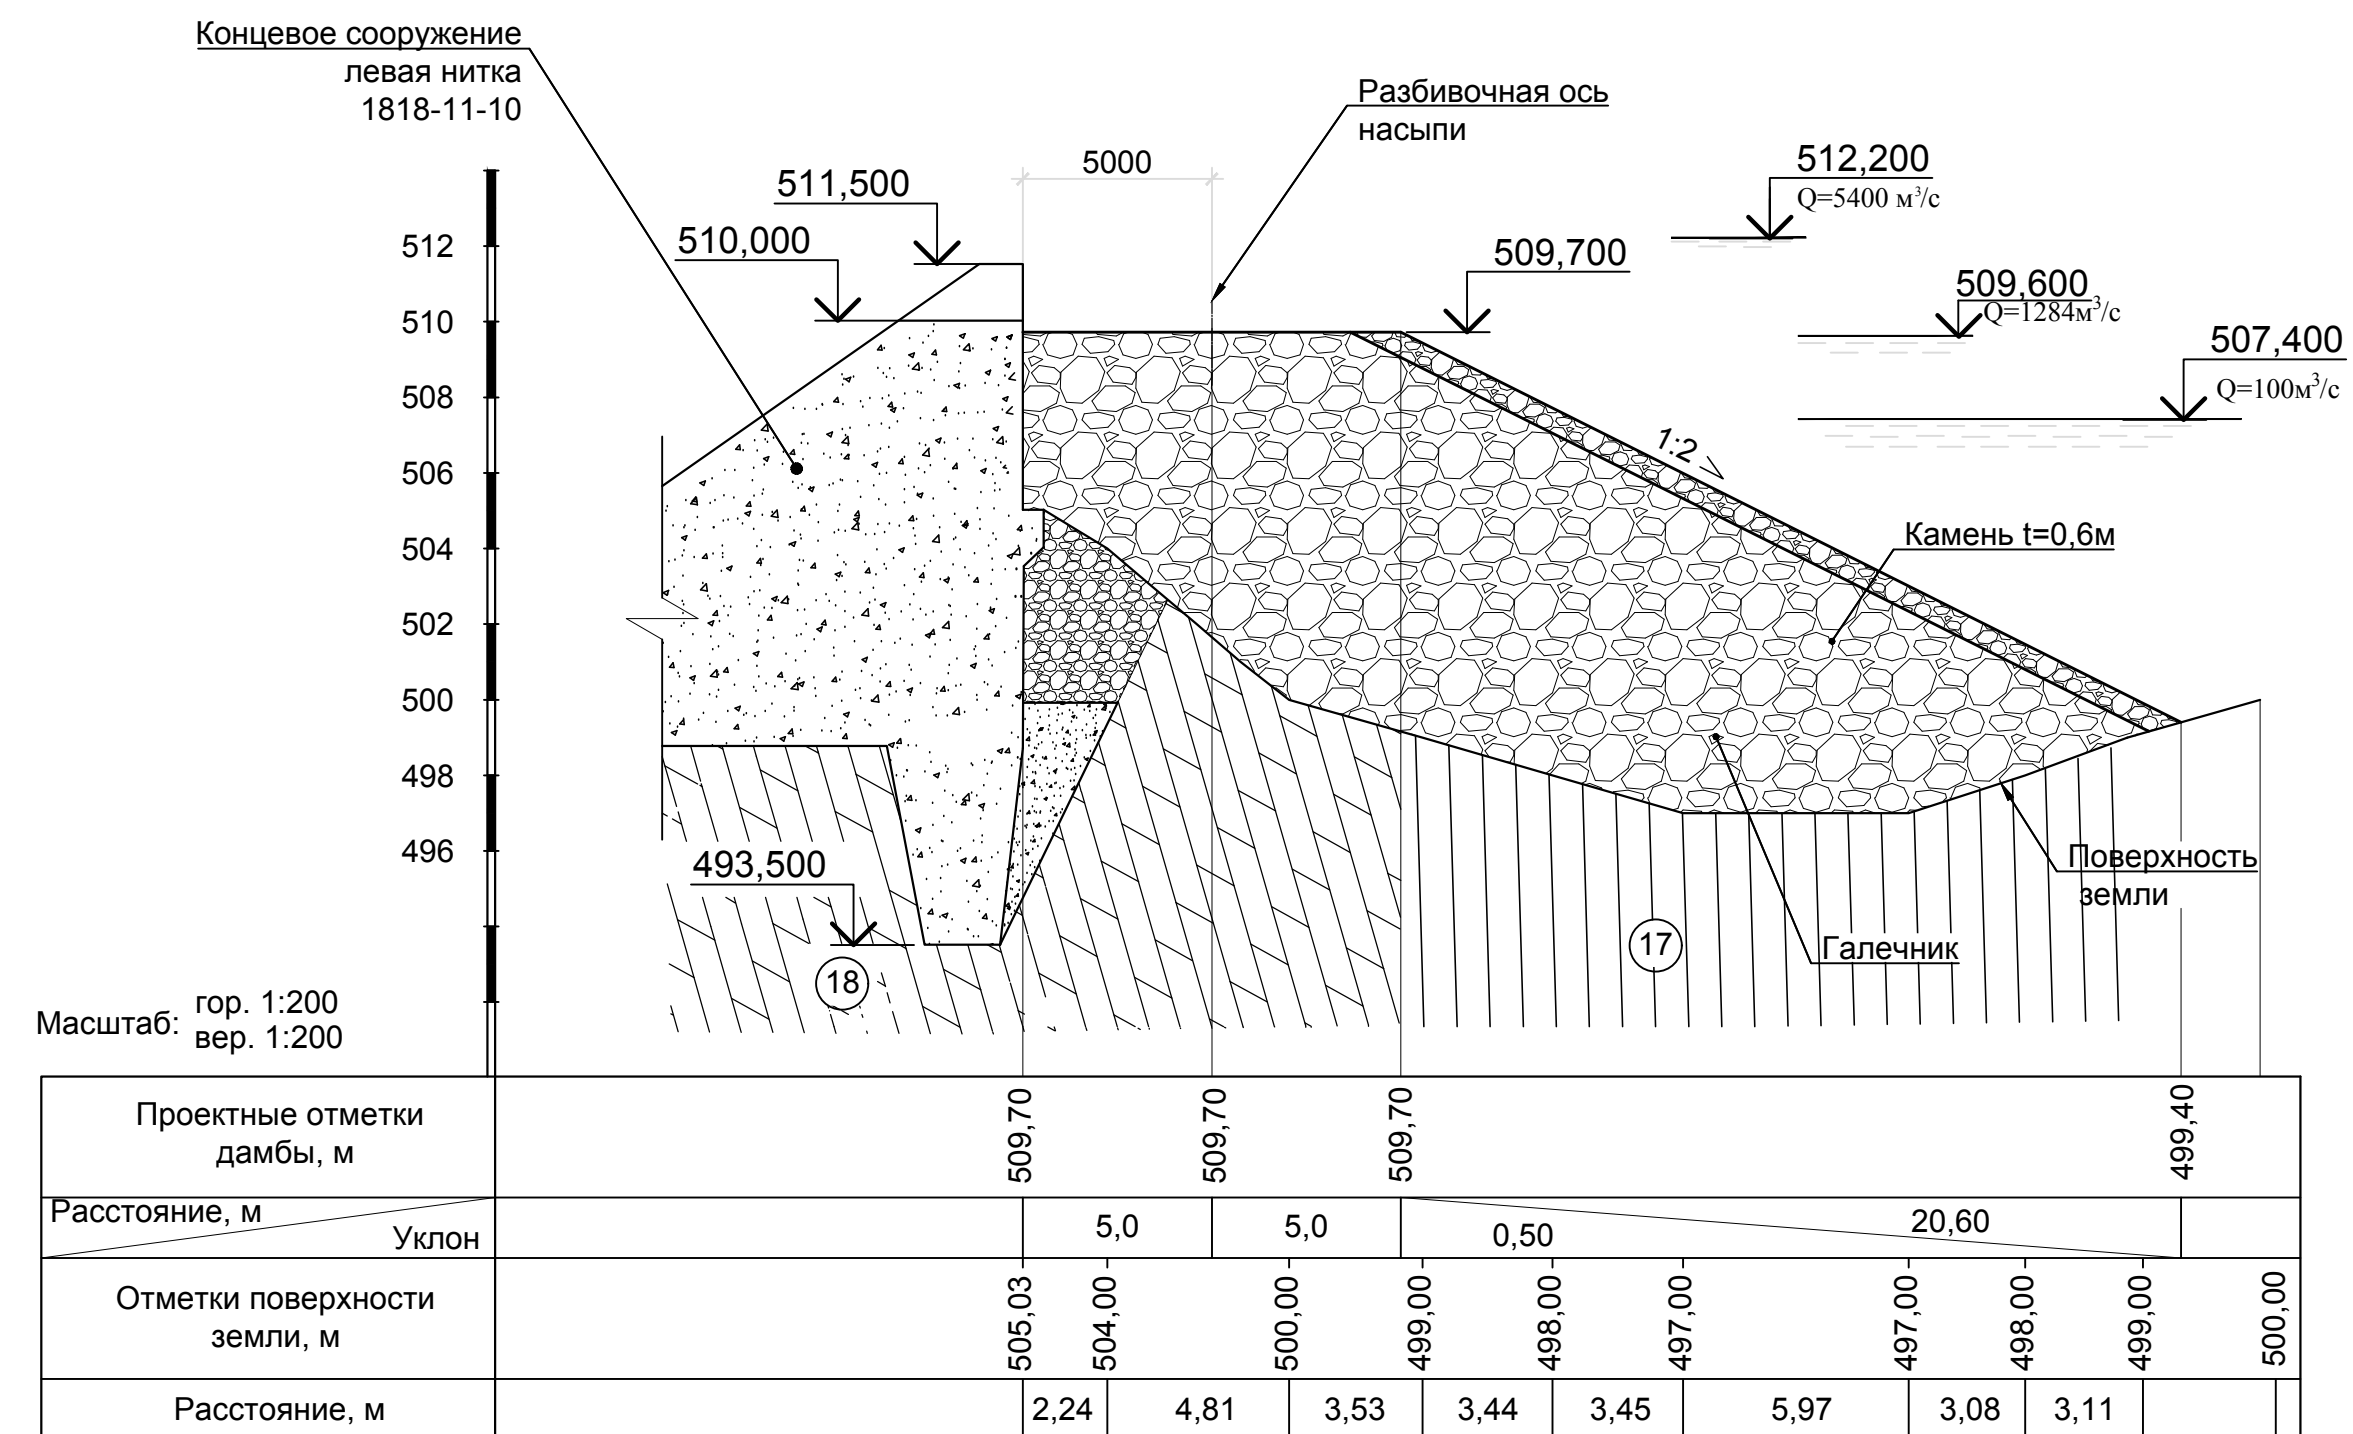 Концевое сооружение
левая нитка
1818-11-10
Разбивочная ось
насыпи
5000
512,200
Q=5400 м³/с
511,500
510,000
509,700
509,600
Q=1284м³/с
507,400
Q=100м³/с
512
510
508
506
504
502
500
498
496
1:2
Камень t=0,6м
493,500
Поверхность
земли
Галечник
17
18
Масштаб:
гор. 1:200
вер. 1:200
Проектные отметки
дамбы, м
509,70
509,70
509,70
499,40
Расстояние, м
Уклон
5,0
5,0
0,50
20,60
Отметки поверхности
земли, м
505,03
504,00
500,00
499,00
498,00
497,00
497,00
498,00
499,00
500,00
Расстояние, м
2,24
4,81
3,53
3,44
3,45
5,97
3,08
3,11